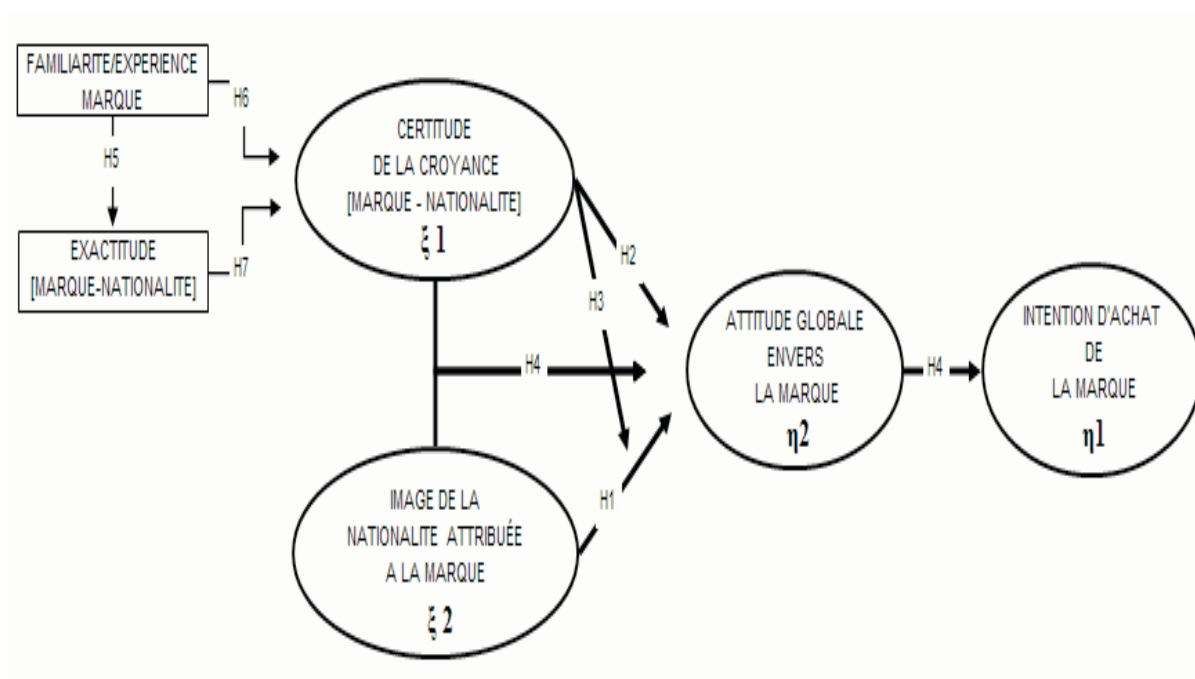 FAMILIARITE/EXPERIENCE
MARQUE
H6
H5
EXACTITUDE
[MARQUE-NATIONALITE]
H7
CERTITUDE
DE LA CROYANCE
[MARQUE - NATIONALITE]
ξ 1
H2
H3
H4
H1
IMAGE DE LA
NATIONALITE ATTRIBUÉE
A LA MARQUE
ξ 2
ATTITUDE GLOBALE
ENVERS
LA MARQUE
η2
H4
INTENTION D'ACHAT
DE
LA MARQUE
η1